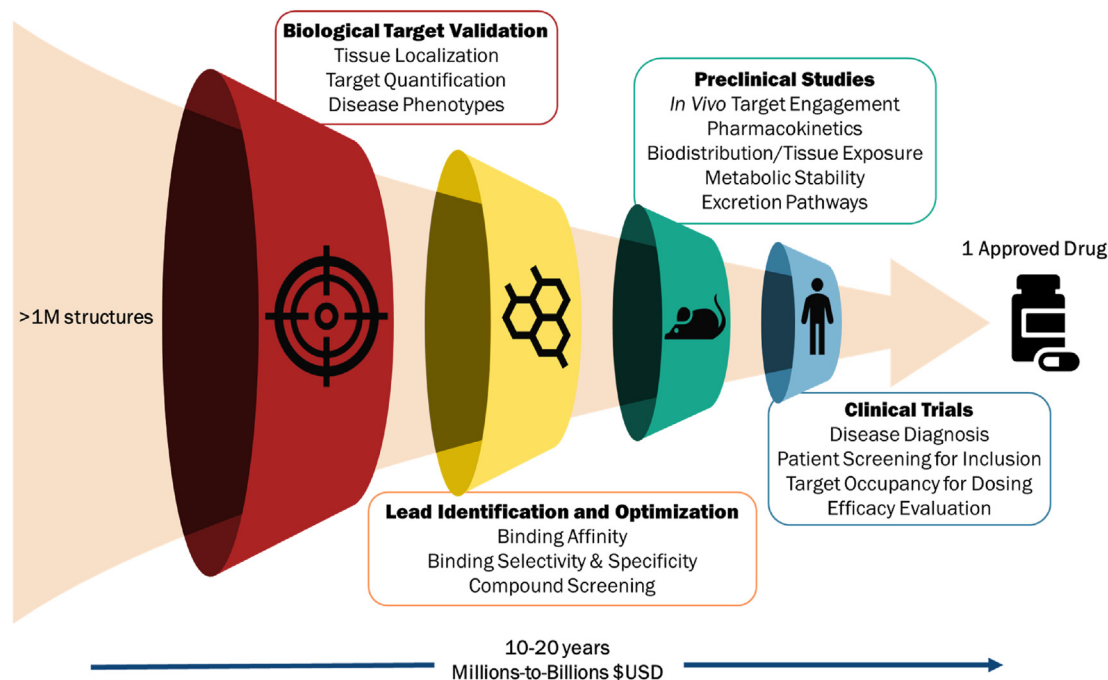 Biological Target Validation
Tissue Localization
Target Quantification
Disease Phenotypes
Preclinical Studies
In Vivo Target Engagement
Pharmacokinetics
Biodistribution/Tissue Exposure
Metabolic Stability
Excretion Pathways
1 Approved Drug
>1M structures
Clinical Trials
Disease Diagnosis
Patient Screening for Inclusion
Target Occupancy for Dosing
Efficacy Evaluation
Lead Identification and Optimization
Binding Affinity
Binding Selectivity & Specificity
Compound Screening
10-20 years
Millions-to-Billions $USD